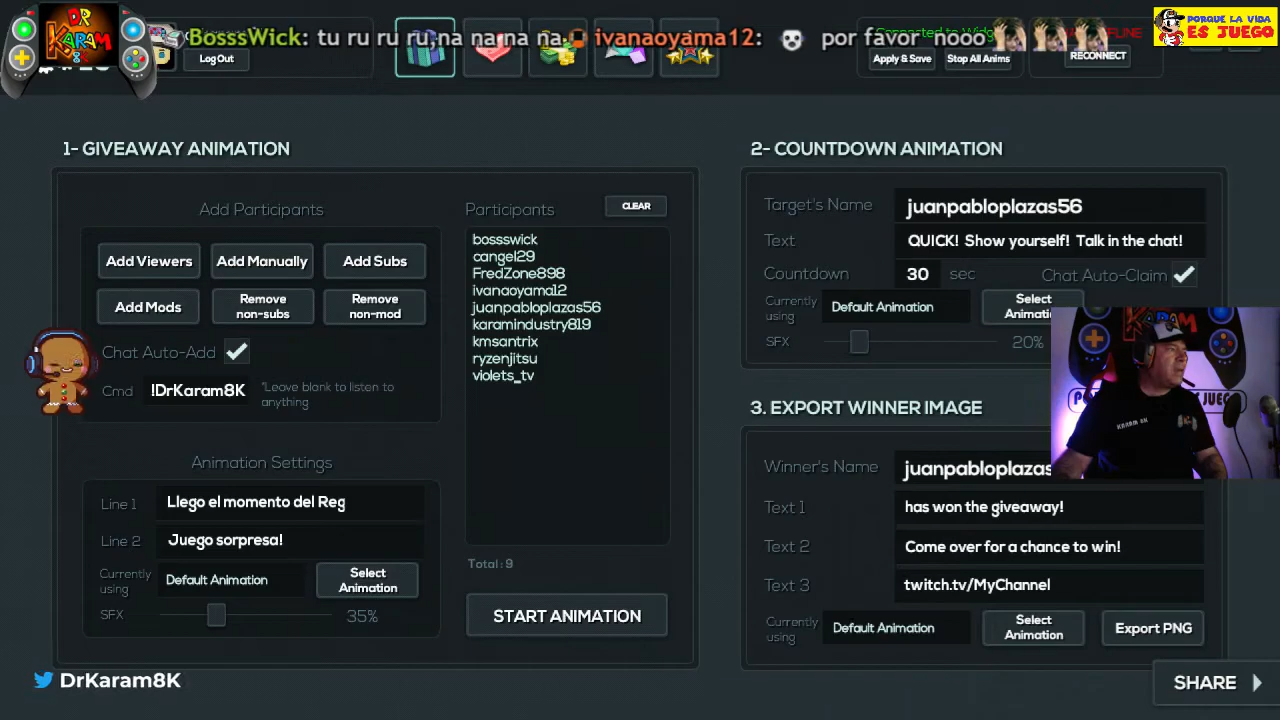 DR
KARAM
8K
BosssWick: tu ru ru ru, na na na na
ivanaoyama12: por favor nooo
PORQUE LA VIDA
ES JUEGO
Log Out
Apply & Save
Stop All Anims
RECONNECT
1- GIVEAWAY ANIMATION
Add Participants
Add Viewers
Add Manually
Add Subs
Add Mods
Remove
non-subs
Remove
non-mod
Chat Auto-Add
Cmd
!DrKaram8K
*Leave blank to listen to
anything
Participants
CLEAR
bossswick
cangel29
FredZone898
ivanaoyama12
juanpabloplazas56
karamindustry819
kmsantrix
ryzenjitsu
violets_tv
Total: 9
START ANIMATION
Animation Settings
Line 1
Llego el momento del Reg
Line 2
Juego sorpresa!
Currently
using
Default Animation
Select
Animation
SFX
35%
2- COUNTDOWN ANIMATION
Target's Name
juanpabloplazas56
Text
QUICK! Show yourself! Talk in the chat!
Countdown
30
sec
Chat Auto-Claim
Currently
using
Default Animation
Select
SFX
20%
3. EXPORT WINNER IMAGE
Winner's Name
juanpabloplazas
Text 1
has won the giveaway!
Text 2
Come over for a chance to win!
Text 3
twitch.tv/MyChannel
Currently
using
Default Animation
Select
Animation
Export PNG
DrKaram8K
SHARE